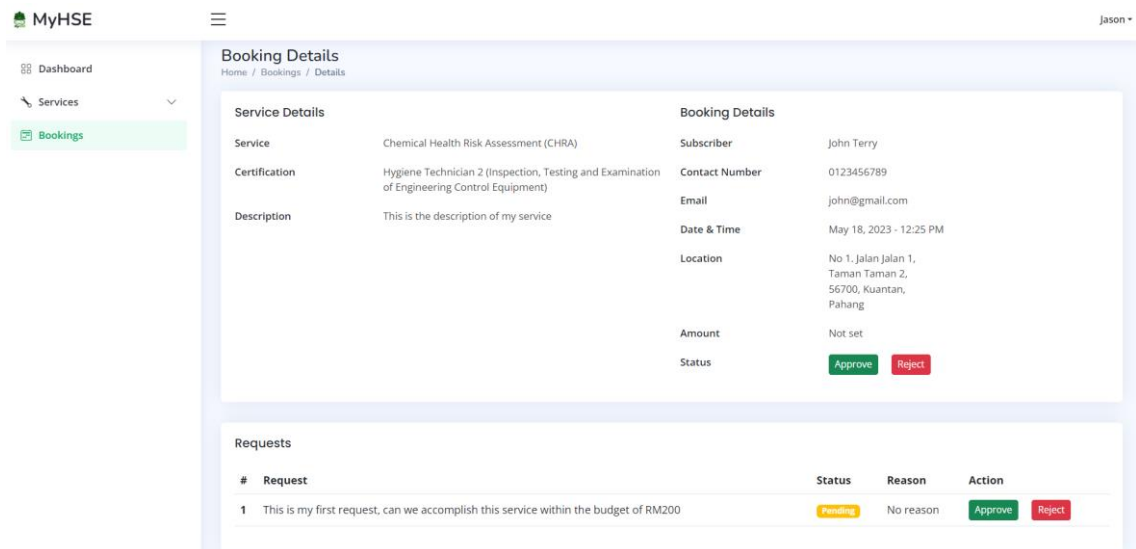 MyHSE
Jason
Dashboard
Services
Bookings
Booking Details
Home / Bookings / Details
Service Details
Service Chemical Health Risk Assessment (CHRA)
Certification Hygiene Technician 2 (Inspection, Testing and Examination
of Engineering Control Equipment)
Description This is the description of my service
Booking Details
Subscriber John Terry
Contact Number 0123456789
Email john@gmail.com
Date & Time May 18, 2023 - 12:25 PM
Location No 1. Jalan Jalan 1,
Taman Taman 2,
56700, Kuantan,
Pahang
Amount Not set
Status Approve Reject
Requests
# Request Status Reason Action
1 This is my first request, can we accomplish this service within the budget of RM200 Pending No reason Approve Reject